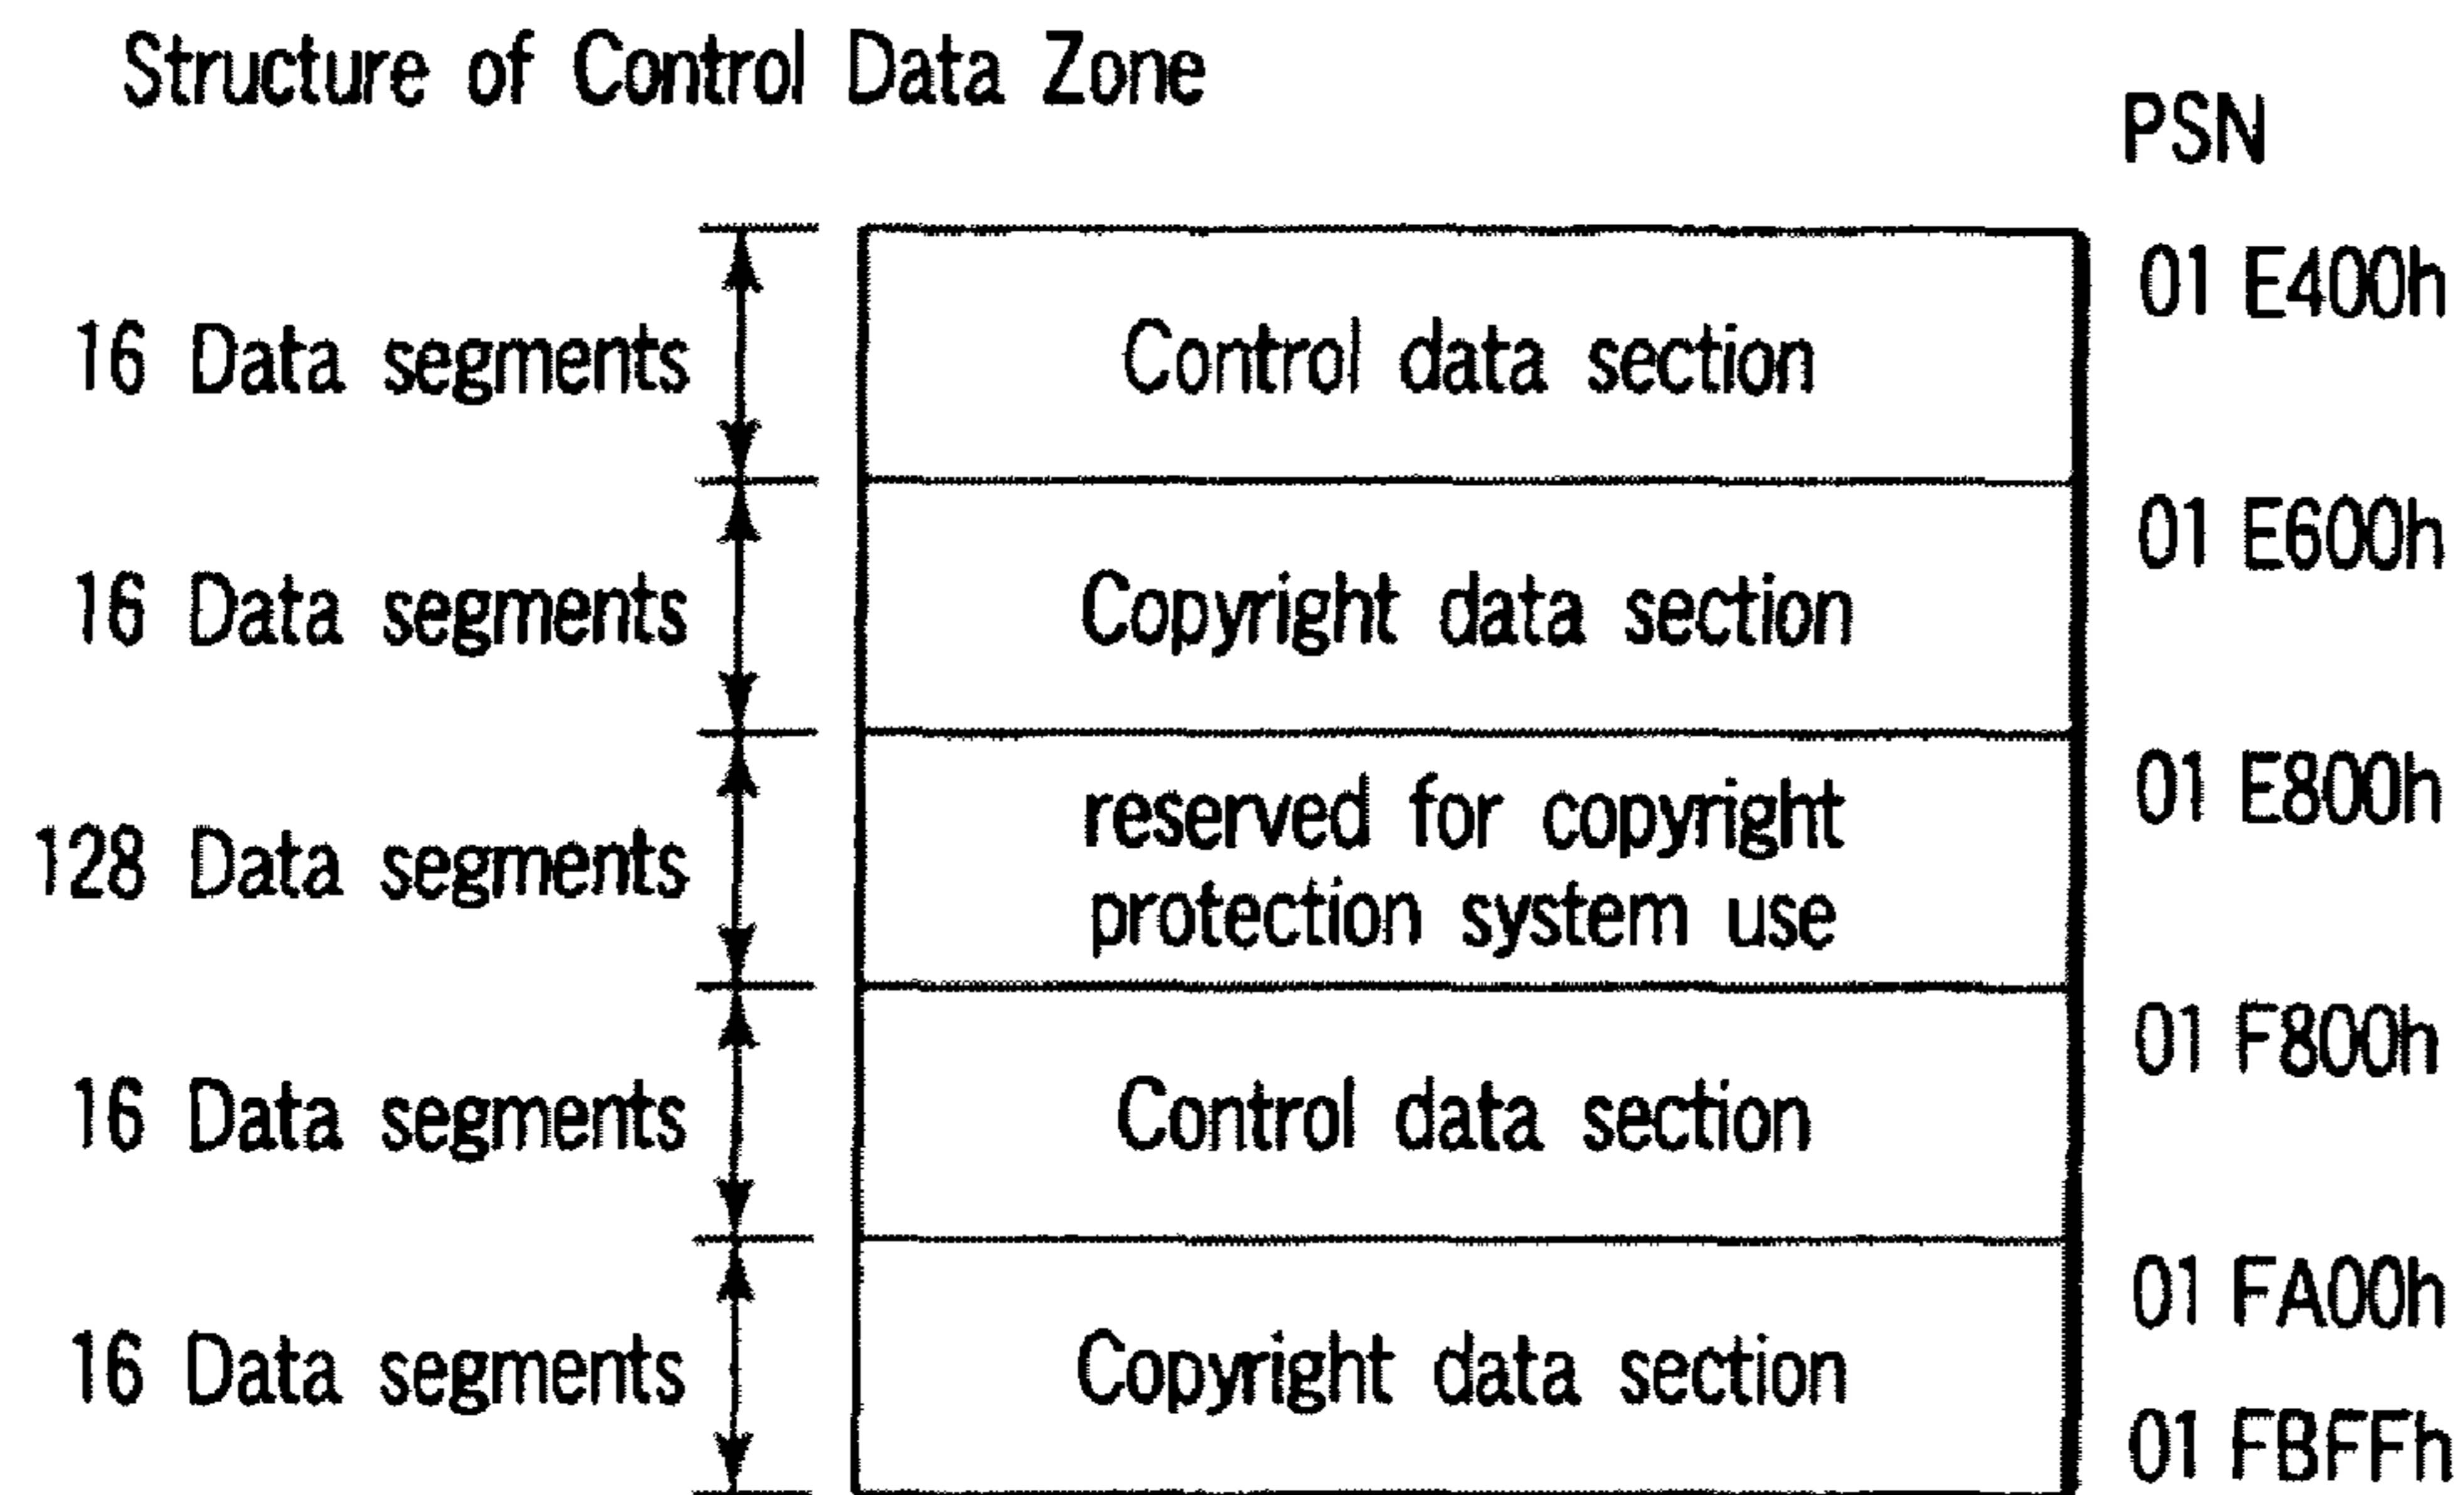 Structure of Control Data Zone
PSN
01 E400h
16 Data segments
Control data section
01 E600h
16 Data segments
Copyright data section
01 E800h
128 Data segments
reserved for copyright
protection system use
01 F800h
16 Data segments
Control data section
01 FA00h
16 Data segments
Copyright data section
01 FBFFh